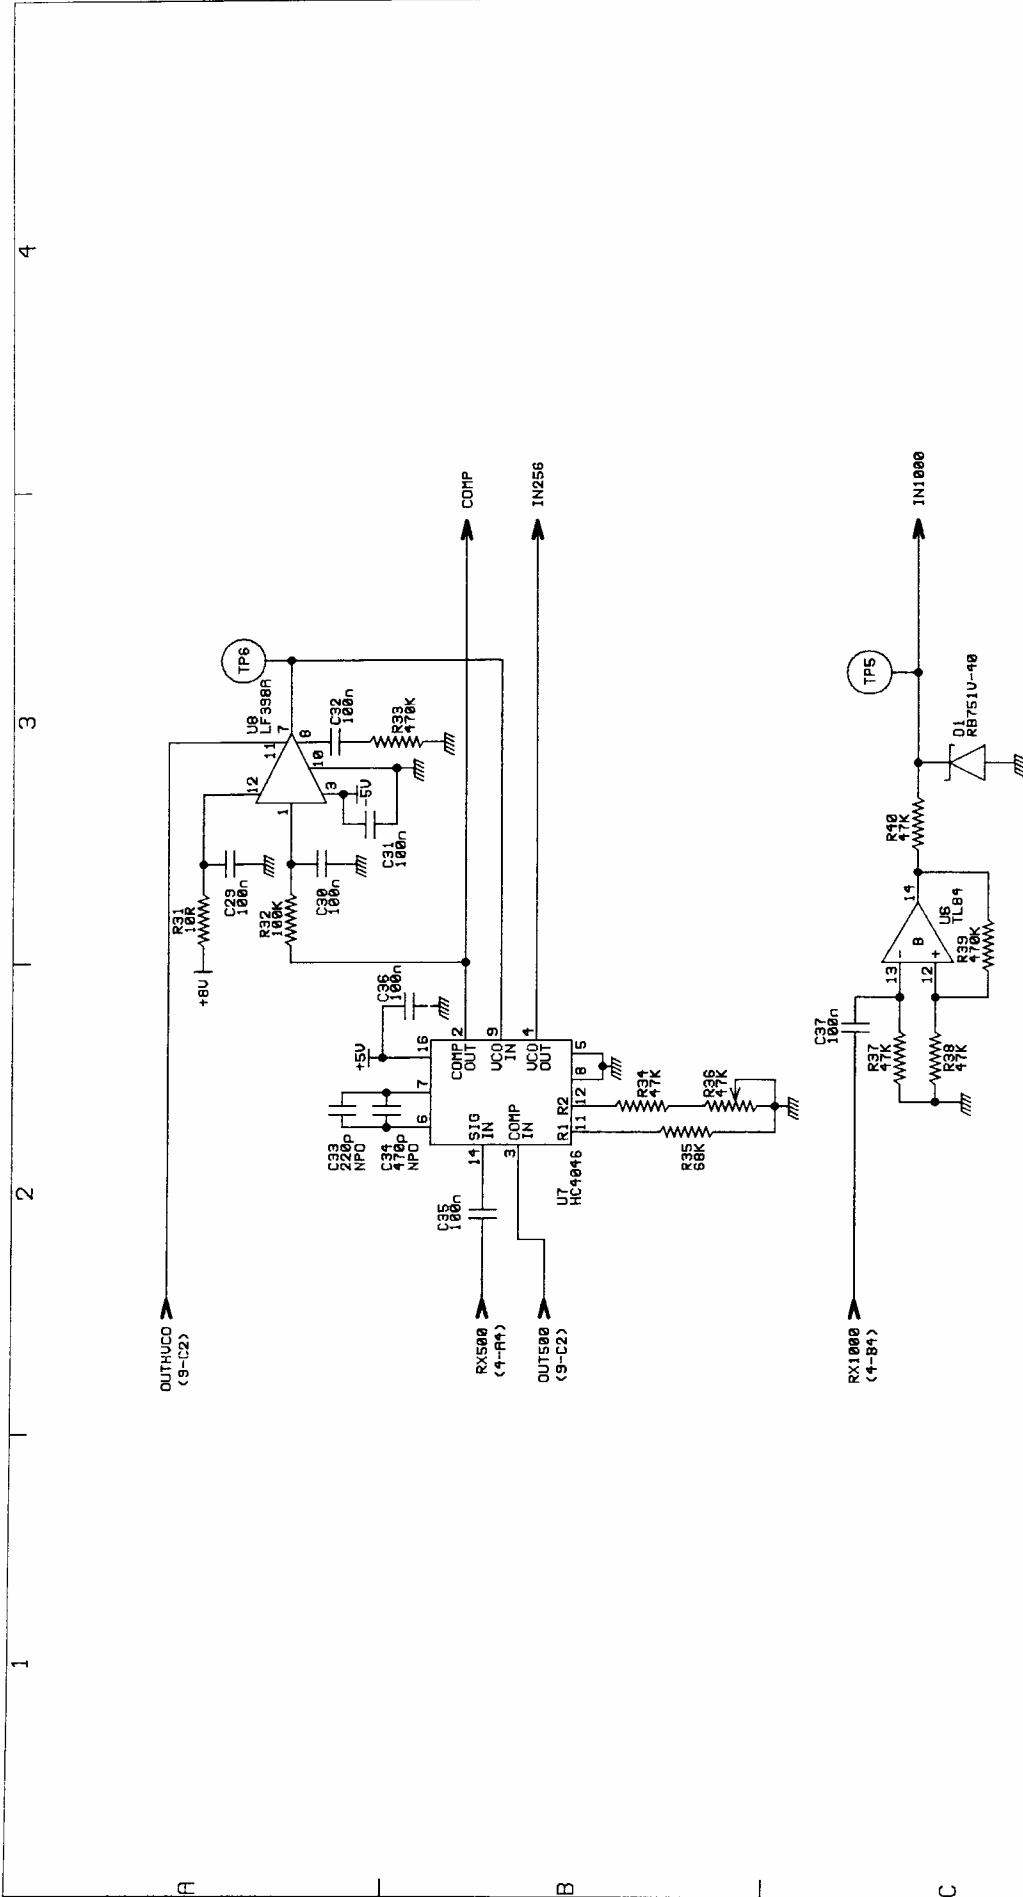 1
2
3
4
A
B
C
OUTHVCO
(9-C2)
+8V
R31
10R
C29
100n
R32
100K
C30
100n
12
1
U8
LF398A
11
7
8
10
3
-5V
C31
100n
C32
100n
R33
470K
TP6
COMP
IN256
+5V
C36
100n
C33
220p
NPO
C34
470p
NPO
6
7
16
C35
100n
RX500
(4-A4)
OUT500
(9-C2)
14
SIG
IN
3
COMP
IN
COMP
OUT
2
VCO
IN
9
VCO
OUT
4
R1
R2
11
12
8
5
U7
HC4046
R34
47K
R36
47K
R35
68K
RX1000
(4-B4)
C37
100n
R37
47K
R38
47K
13
12
-
+
B
14
U6
TL84
R39
470K
R40
47K
TP5
D1
RB751V-40
IN1000